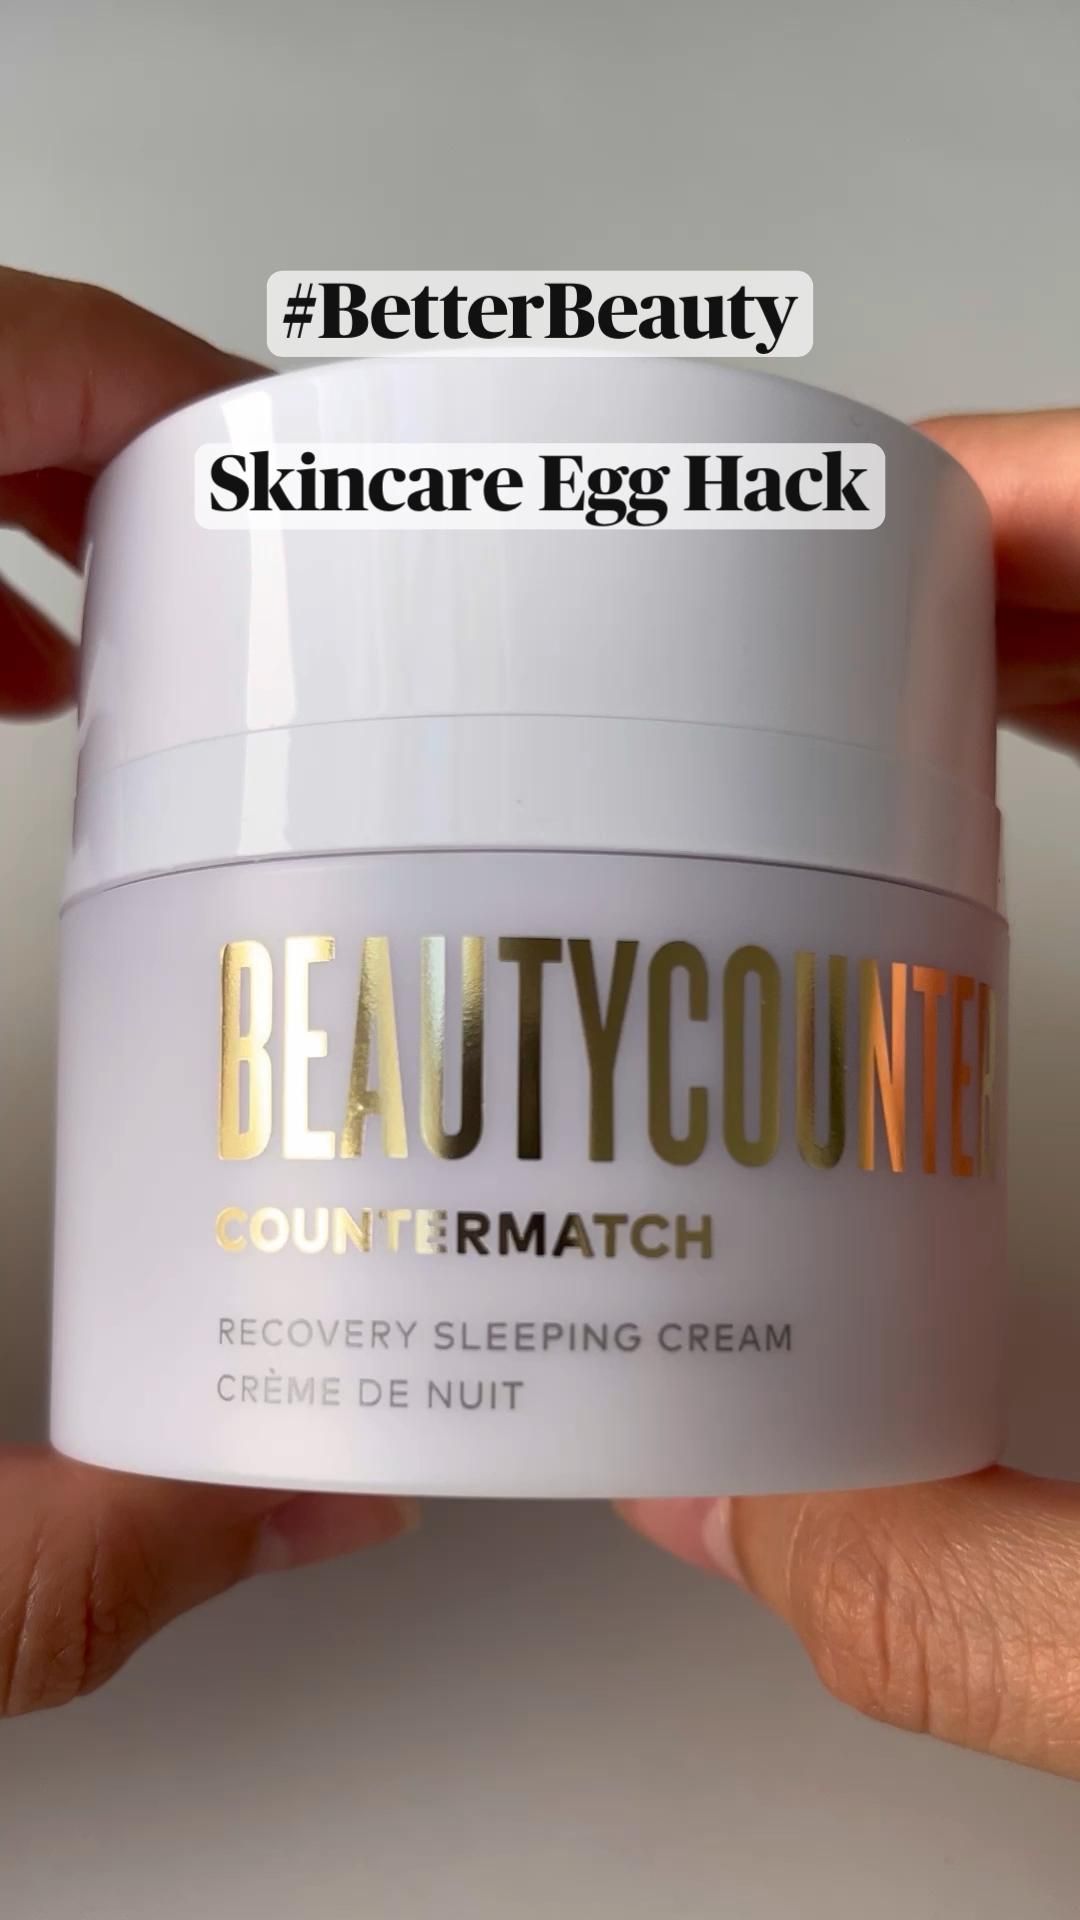 #BetterBeauty
Skincare Egg Hack
BEAUTYCOUNTER
COUNTERMATCH
RECOVERY SLEEPING CREAM
CRÈME DE NUIT